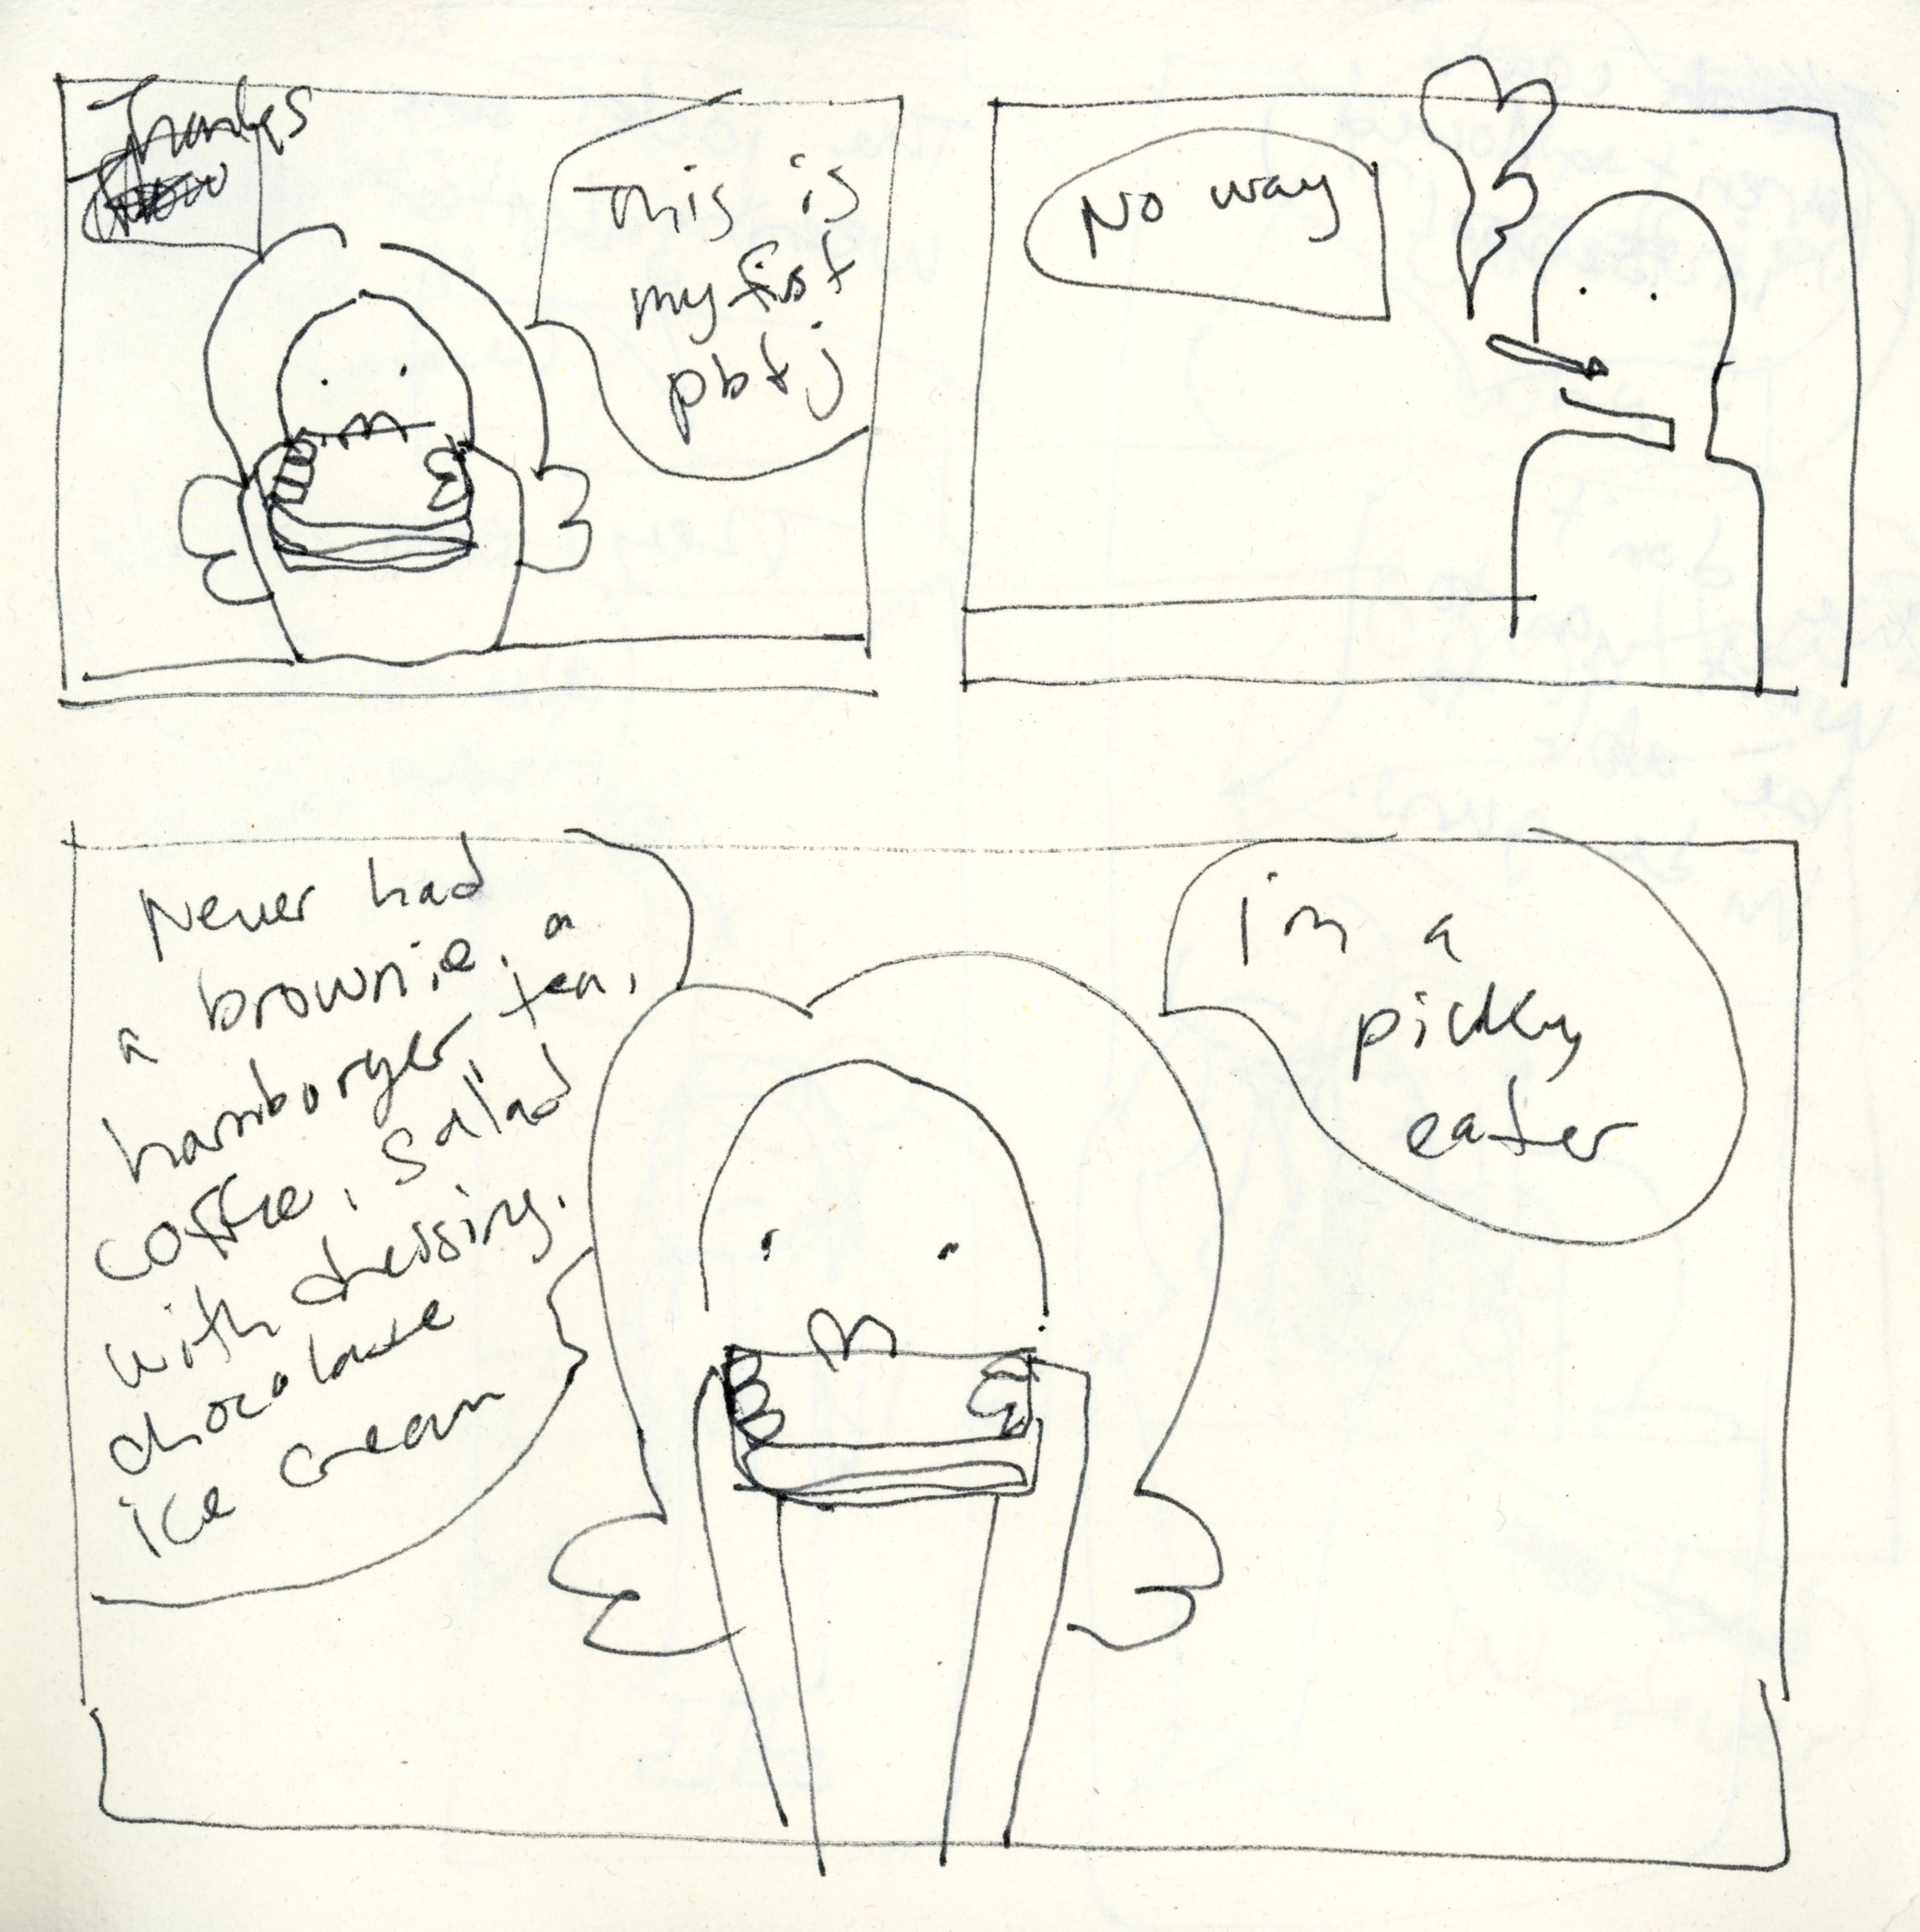 Thanks
This is
my fist
pb+j
No way
Never had
a brownie, a
hamburger, tea,
coffee, salad
with dressing.
chocolate
ice cream
i'm a
picky
eater